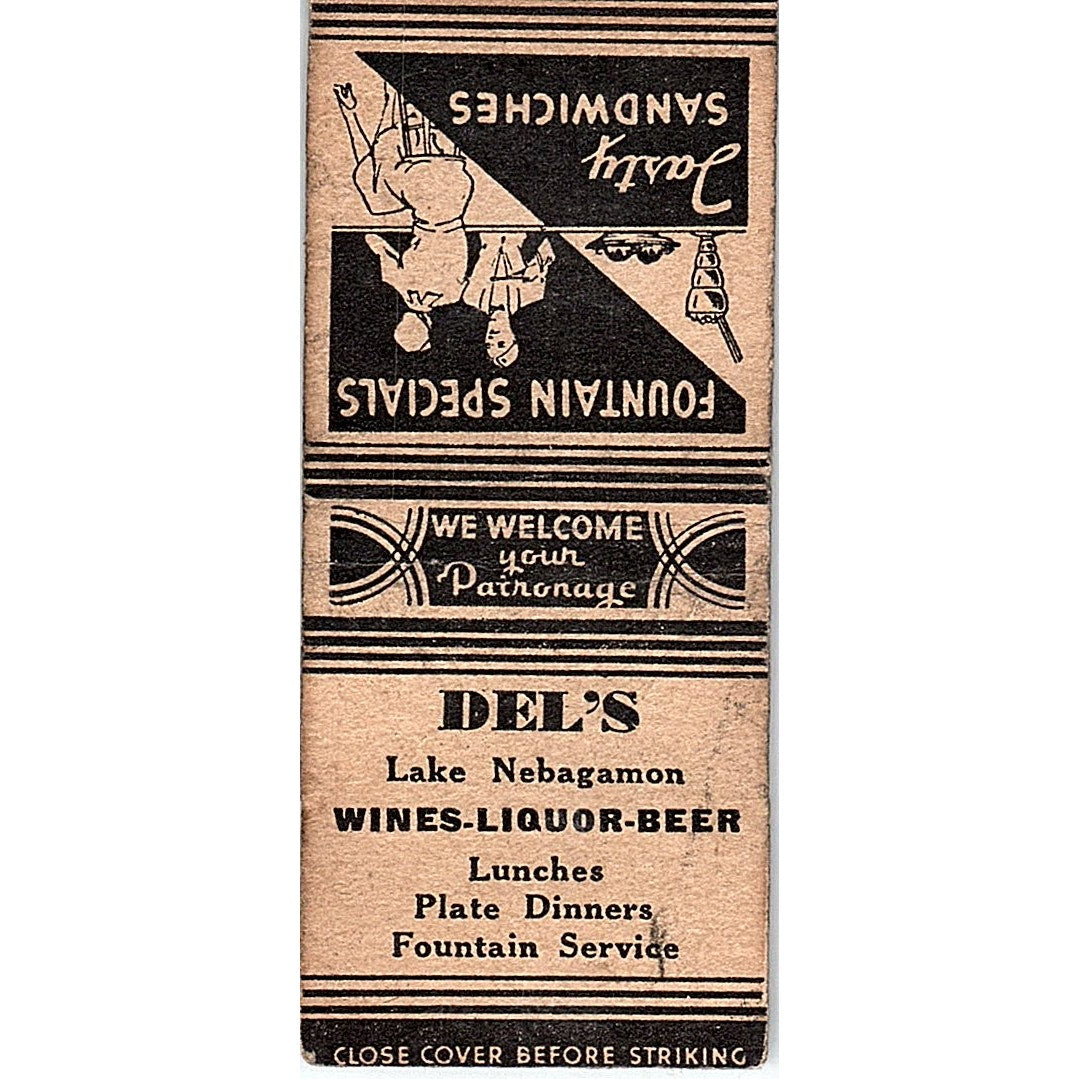 Tasty
SANDWICHES
FOUNTAIN SPECIALS
WE WELCOME
your
Patronage
DEL'S
Lake Nebagamon
WINES-LIQUOR-BEER
Lunches
Plate Dinners
Fountain Service
CLOSE COVER BEFORE STRIKING